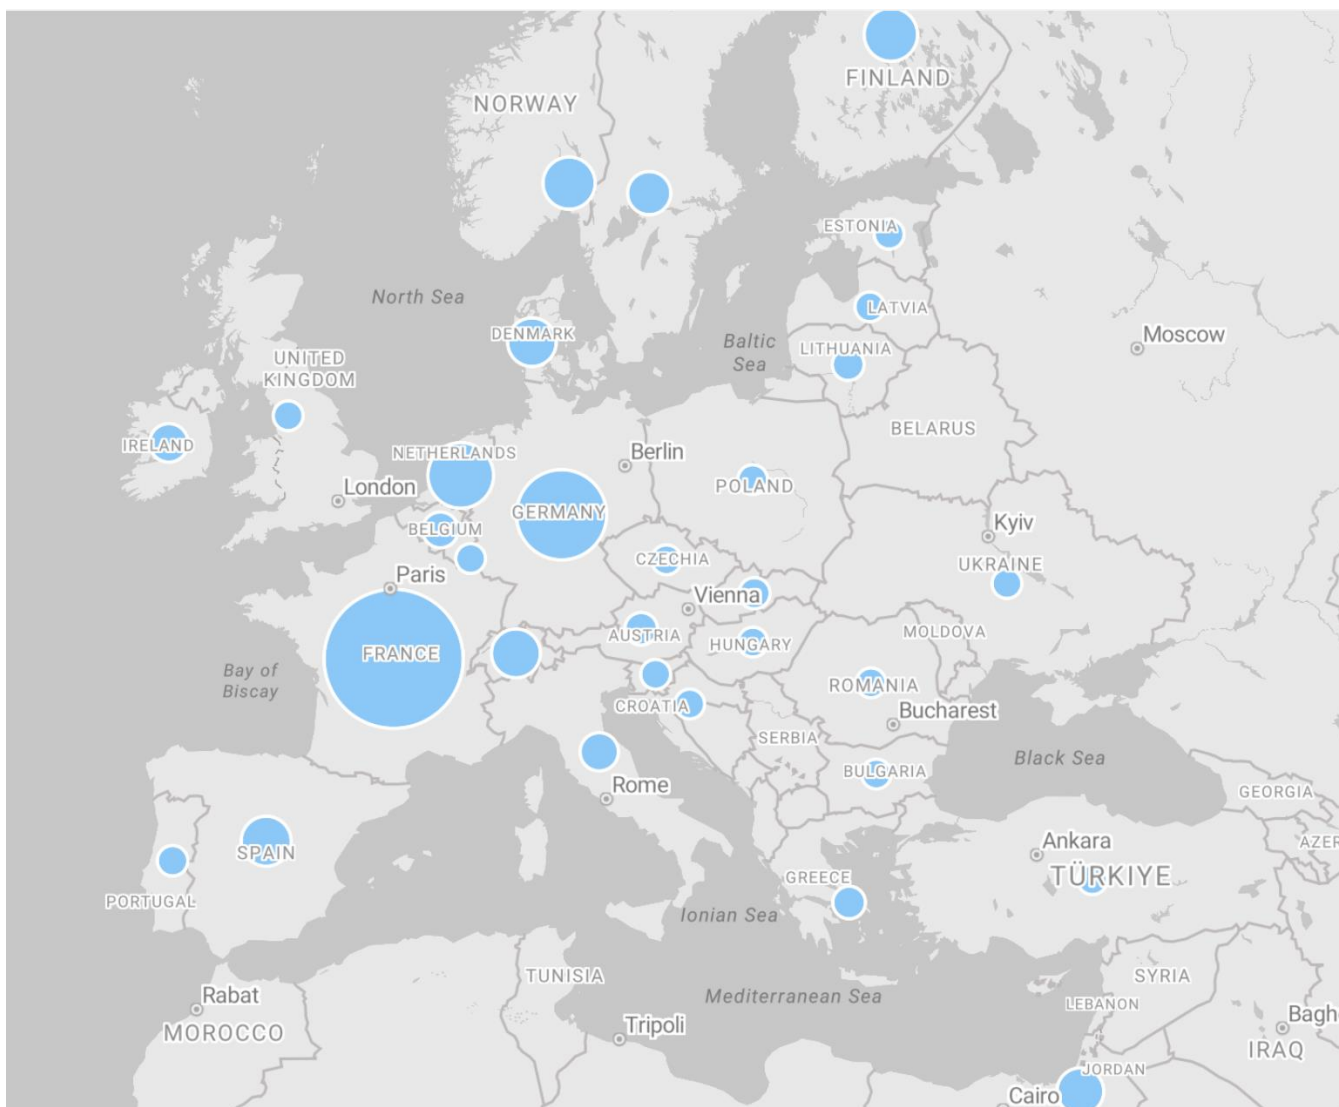 FINLAND
NORWAY
ESTONIA
North Sea
LATVIA
DENMARK
Moscow
Baltic
Sea
LITHUANIA
UNITED
KINGDOM
BELARUS
IRELAND
NETHERLANDS
Berlin
London
POLAND
GERMANY
Kyiv
BELGIUM
CZECHIA
UKRAINE
Paris
Vienna
MOLDOVA
AUSTRIA
HUNGARY
FRANCE
Bay of
Biscay
ROMANIA
CROATIA
Bucharest
SERBIA
Black Sea
BULGARIA
Rome
GEORGIA
Ankara
AZER
SPAIN
TÜRKIYE
GREECE
PORTUGAL
Ionian Sea
TUNISIA
SYRIA
Rabat
Mediterranean Sea
LEBANON
Baghd
Tripoli
MOROCCO
IRAQ
JORDAN
Cairo